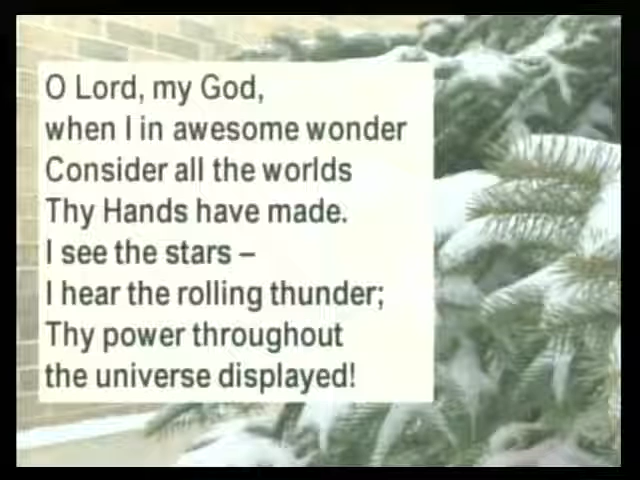 O Lord, my God,
when I in awesome wonder
Consider all the worlds
Thy Hands have made.
I see the stars –
I hear the rolling thunder;
Thy power throughout
the universe displayed!